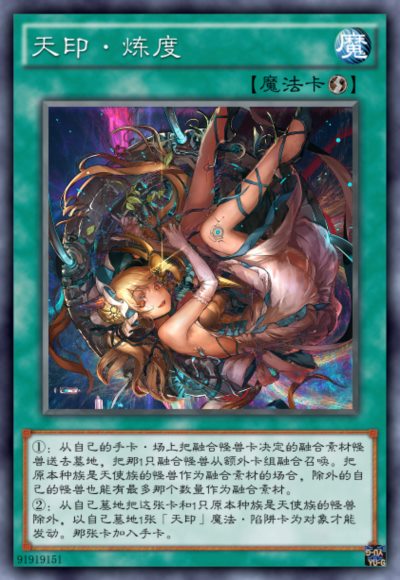 天印·炼度
魔
【魔法卡】
①：从自己的手卡·场上把融合怪兽卡决定的融合素材怪
兽送去墓地，把那1只融合怪兽从额外卡组融合召唤。把
原本种族是天使族的怪兽作为融合素材的场合，除外的自
己的怪兽也能有最多那个数量作为融合素材。
②：从自己墓地把这张卡和1只原本种族是天使族的怪兽
除外，以自己墓地1张「天印」魔法·陷阱卡为对象才能
发动。那张卡加入手卡。
91919151
YU-G